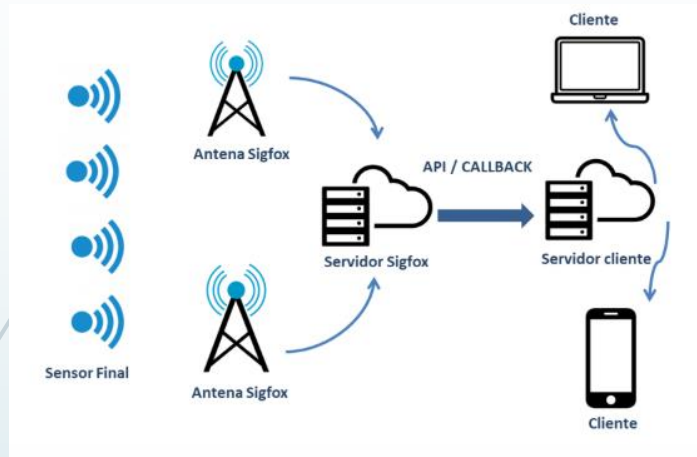 Cliente
Antena Sigfox
API / CALLBACK
Servidor Sigfox
Servidor cliente
Sensor Final
Antena Sigfox
Cliente